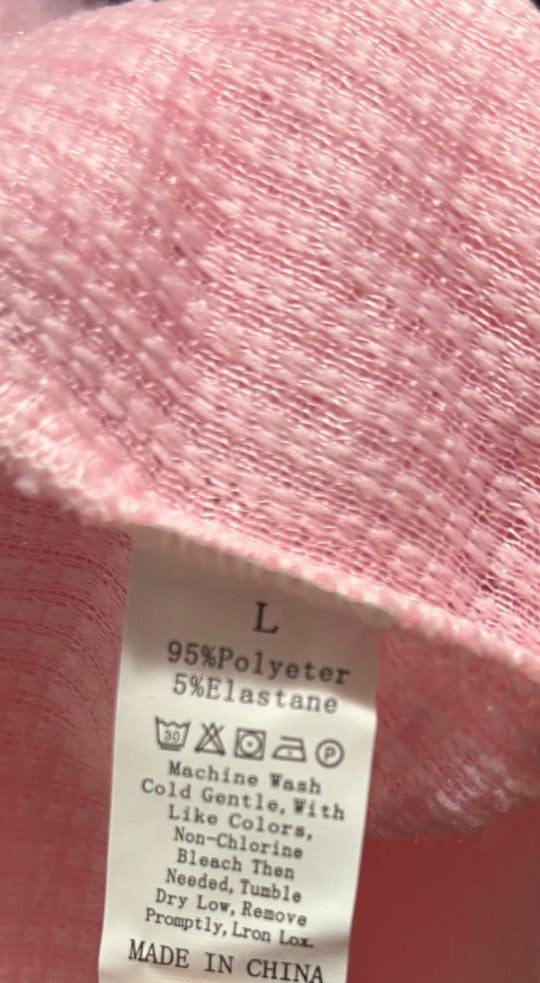 L
95%Polyeter
5%Elastane
30 P
Machine Wash
Cold Gentle, With
Like Colors,
Non-Chlorine
Bleach Then
Needed, Tumble
Dry Low, Remove
Promptly, Lron Lox.
MADE IN CHINA